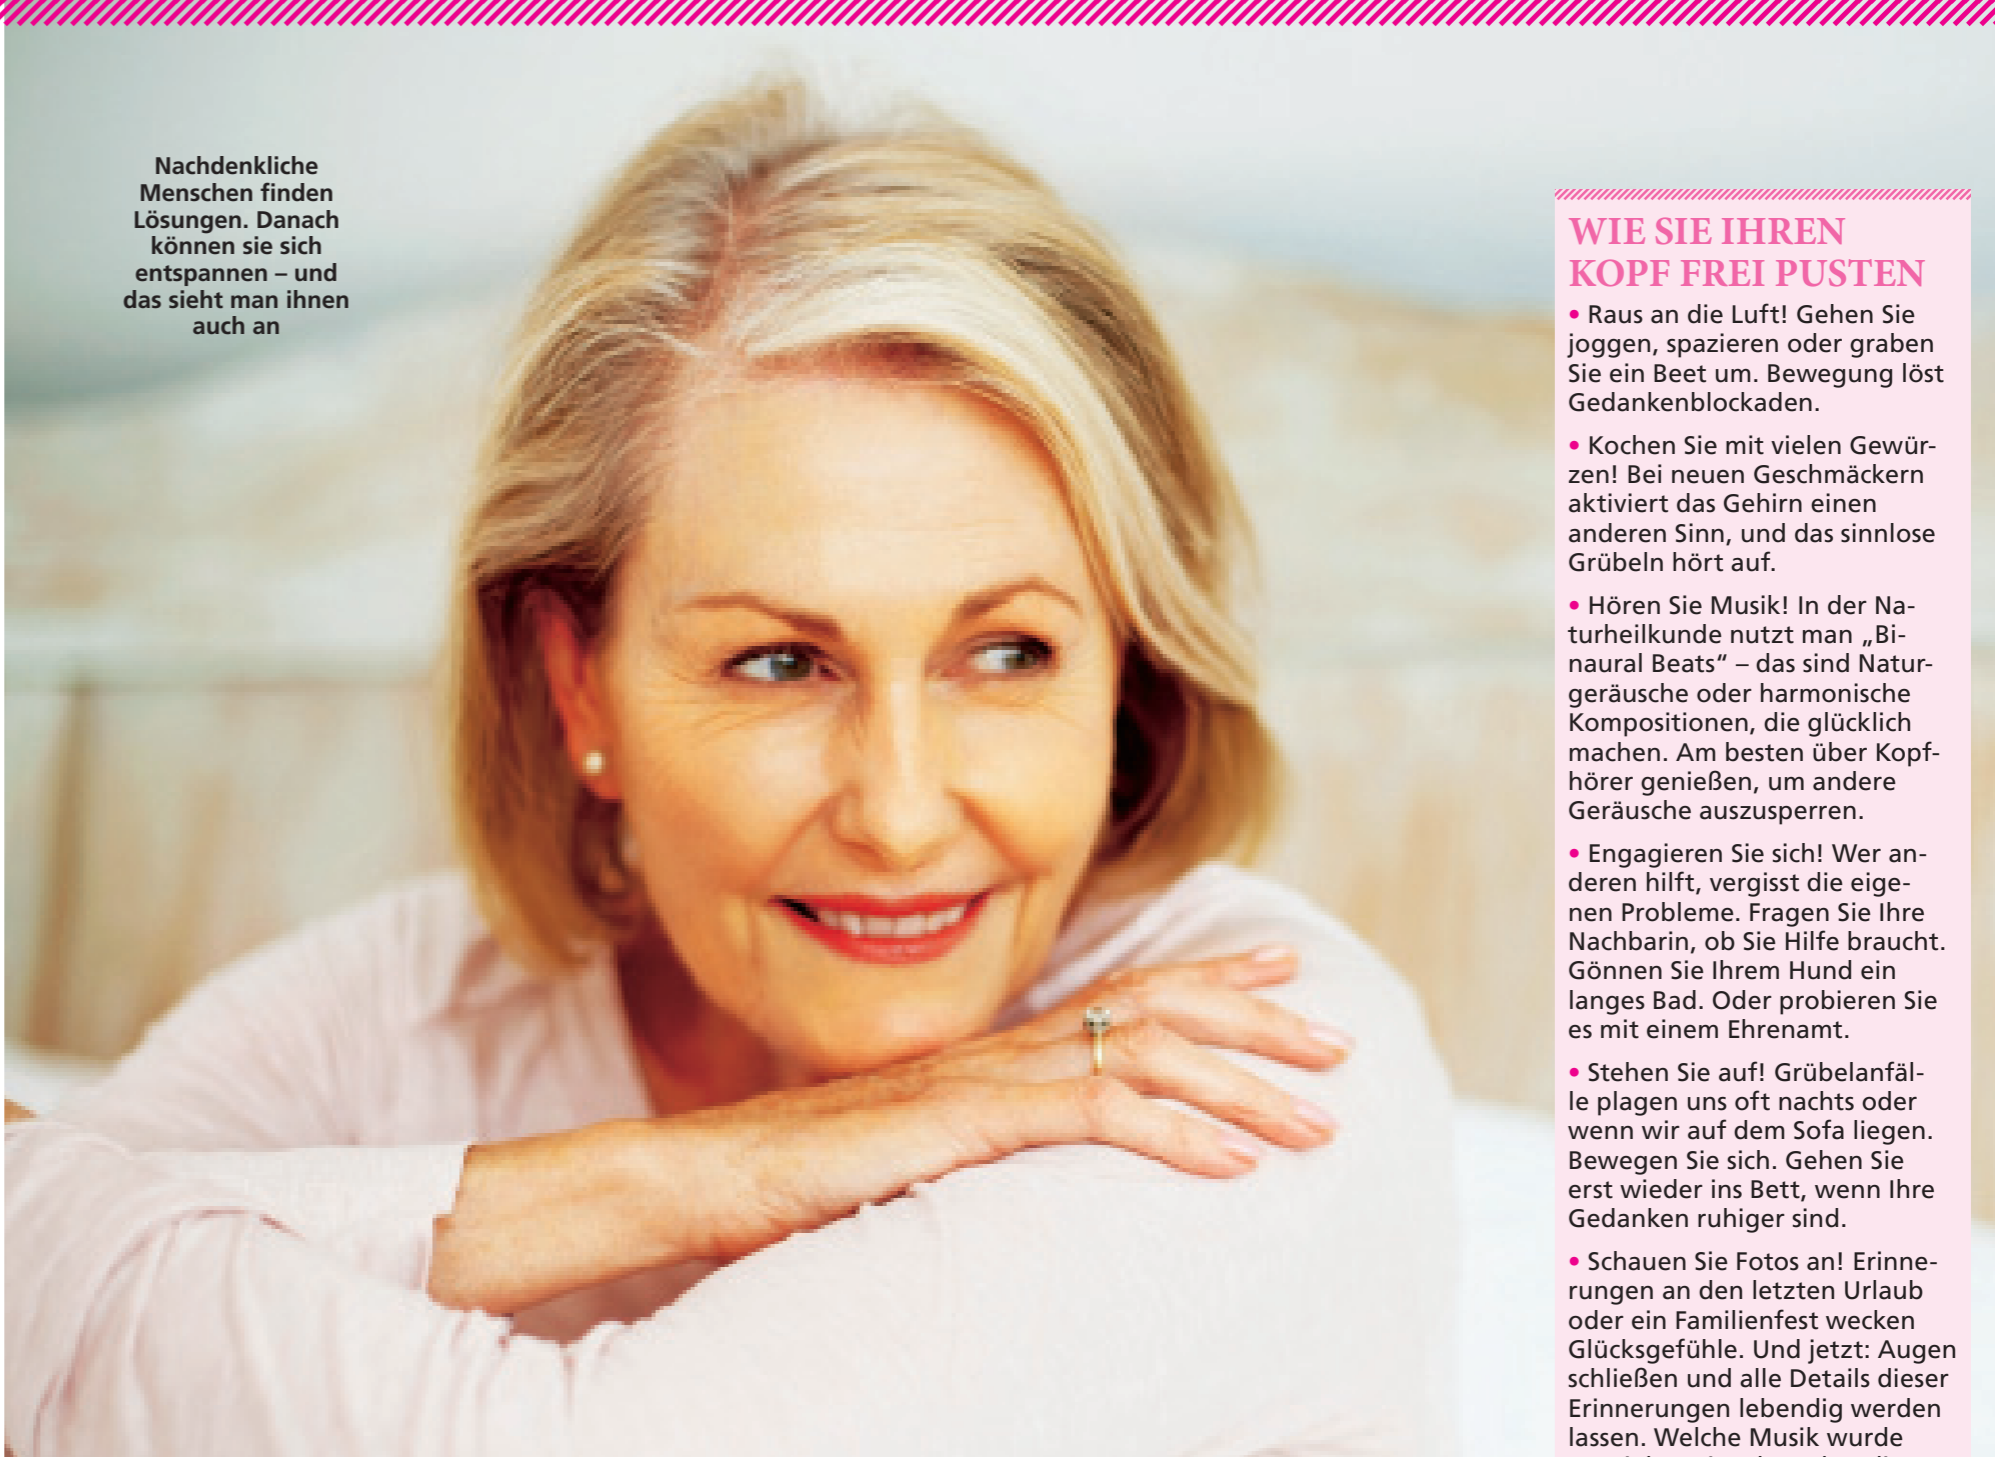 Nachdenkliche
Menschen finden
Lösungen. Danach
können sie sich
entspannen – und
das sieht man ihnen
auch an
WIE SIE IHREN
KOPF FREI PUSTEN
• Raus an die Luft! Gehen Sie
joggen, spazieren oder graben
Sie ein Beet um. Bewegung löst
Gedankenblockaden.
• Kochen Sie mit vielen Gewür-
zen! Bei neuen Geschmäckern
aktiviert das Gehirn einen
anderen Sinn, und das sinnlose
Grübeln hört auf.
• Hören Sie Musik! In der Na-
turheilkunde nutzt man „Bi-
naural Beats“ – das sind Natur-
geräusche oder harmonische
Kompositionen, die glücklich
machen. Am besten über Kopf-
hörer genießen, um andere
Geräusche auszusperren.
• Engagieren Sie sich! Wer an-
deren hilft, vergisst die eige-
nen Probleme. Fragen Sie Ihre
Nachbarin, ob Sie Hilfe braucht.
Gönnen Sie Ihrem Hund ein
langes Bad. Oder probieren Sie
es mit einem Ehrenamt.
• Stehen Sie auf! Grübelanfäl-
le plagen uns oft nachts oder
wenn wir auf dem Sofa liegen.
Bewegen Sie sich. Gehen Sie
erst wieder ins Bett, wenn Ihre
Gedanken ruhiger sind.
• Schauen Sie Fotos an! Erinne-
rungen an den letzten Urlaub
oder ein Familienfest wecken
Glücksgefühle. Und jetzt: Augen
schließen und alle Details dieser
Erinnerungen lebendig werden
lassen. Welche Musik wurde